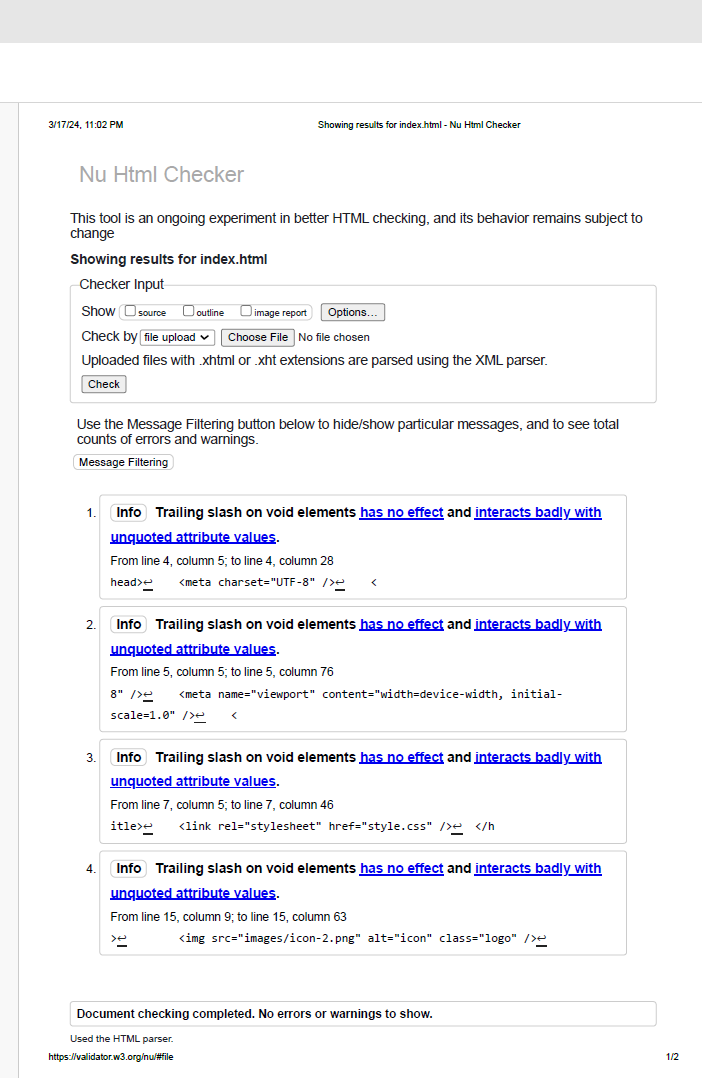 3/17/24, 11:02 PM Showing results for index.html - Nu Html Checker
Nu Html Checker
This tool is an ongoing experiment in better HTML checking, and its behavior remains subject to
change
Showing results for index.html
Checker Input
Show source outline image report Options...
Check by file upload Choose File No file chosen
Uploaded files with .xhtml or .xht extensions are parsed using the XML parser.
Check
Use the Message Filtering button below to hide/show particular messages, and to see total
counts of errors and warnings.
Message Filtering
1. Info Trailing slash on void elements has no effect and interacts badly with
unquoted attribute values.
From line 4, column 5; to line 4, column 28
head>↩ <meta charset="UTF-8" />↩ <
2. Info Trailing slash on void elements has no effect and interacts badly with
unquoted attribute values.
From line 5, column 5; to line 5, column 76
8" />↩ <meta name="viewport" content="width=device-width, initial-
scale=1.0" />↩ <
3. Info Trailing slash on void elements has no effect and interacts badly with
unquoted attribute values.
From line 7, column 5; to line 7, column 46
itle>↩ <link rel="stylesheet" href="style.css" />↩ </h
4. Info Trailing slash on void elements has no effect and interacts badly with
unquoted attribute values.
From line 15, column 9; to line 15, column 63
>↩ <img src="images/icon-2.png" alt="icon" class="logo" />↩
Document checking completed. No errors or warnings to show.
Used the HTML parser.
https://validator.w3.org/nu/#file 1/2